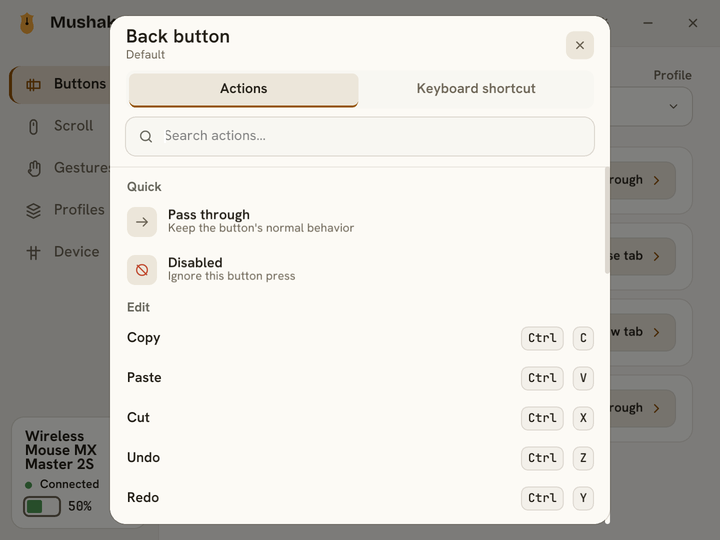 Mushak
Back button
Default
Actions
Keyboard shortcut
Search actions...
Quick
Pass through
Keep the button's normal behavior
Disabled
Ignore this button press
Edit
Copy
Ctrl C
Paste
Ctrl V
Cut
Ctrl X
Undo
Ctrl Z
Redo
Ctrl Y
Buttons
Scroll
Gestures
Profiles
Device
Wireless
Mouse MX
Master 2S
Connected
50%
Profile
rough
se tab
w tab
rough